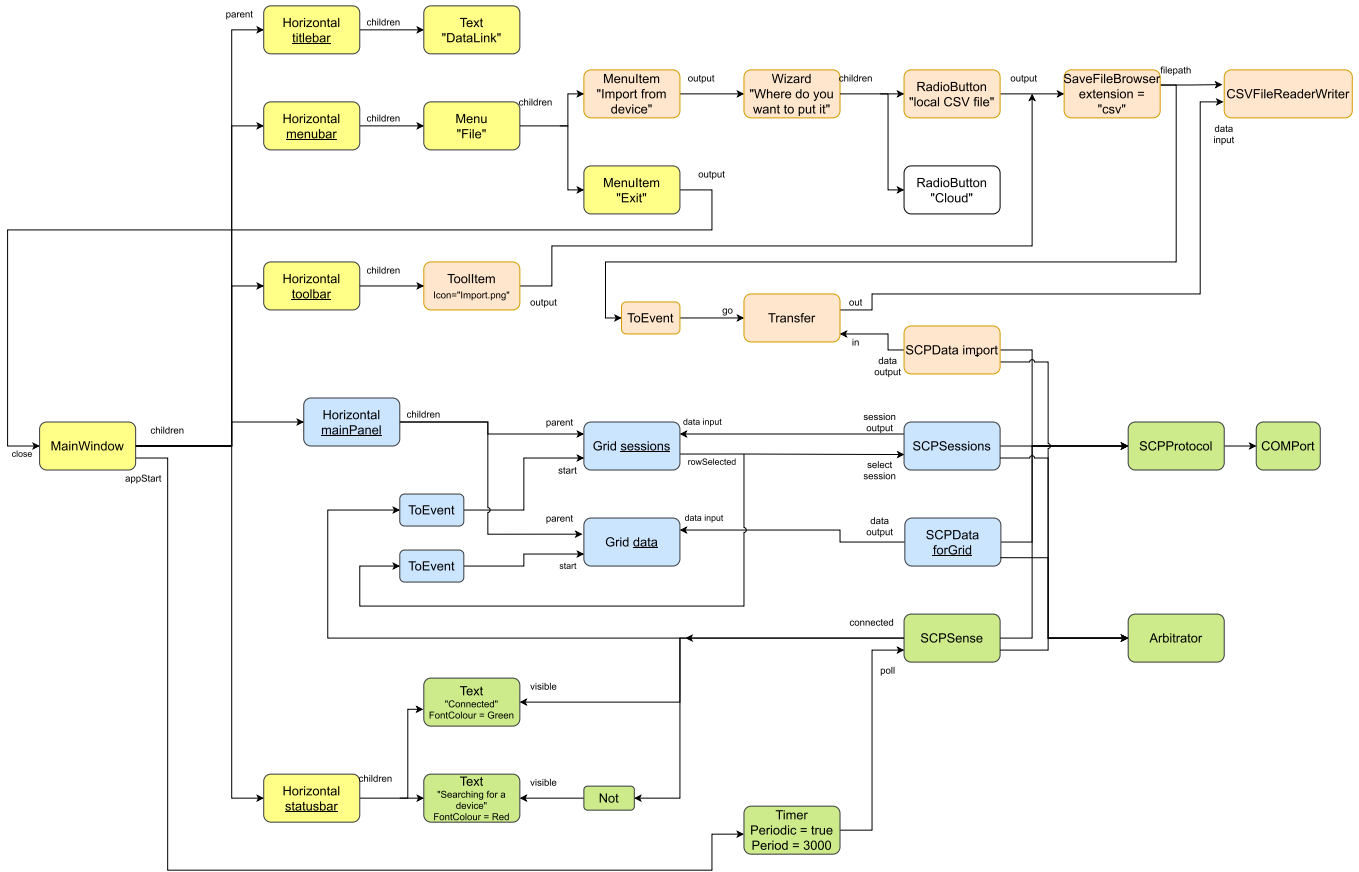 parent
Horizontal
titlebar
children
Text
"DataLink"
MenuItem
"Import from
device"
output
Wizard
"Where do you
want to put it"
children
RadioButton
"local CSV file"
output
SaveFileBrowser
extension =
"csv"
filepath
CSVFileReaderWriter
data
input
Horizontal
menubar
children
Menu
"File"
children
MenuItem
"Exit"
output
RadioButton
"Cloud"
Horizontal
toolbar
children
ToolItem
Icon="Import.png"
output
ToEvent
go
Transfer
out
in
SCPData import
data
output
MainWindow
close
children
appStart
Horizontal
mainPanel
children
parent
Grid sessions
start
data input
rowSelected
session
output
select
session
SCPSessions
SCPProtocol
COMPort
ToEvent
ToEvent
parent
Grid data
start
data input
data
output
SCPData
forGrid
connected
SCPSense
poll
Arbitrator
Text
"Connected"
FontColour = Green
visible
Horizontal
statusbar
children
Text
"Searching for a
device"
FontColour = Red
visible
Not
Timer
Periodic = true
Period = 3000